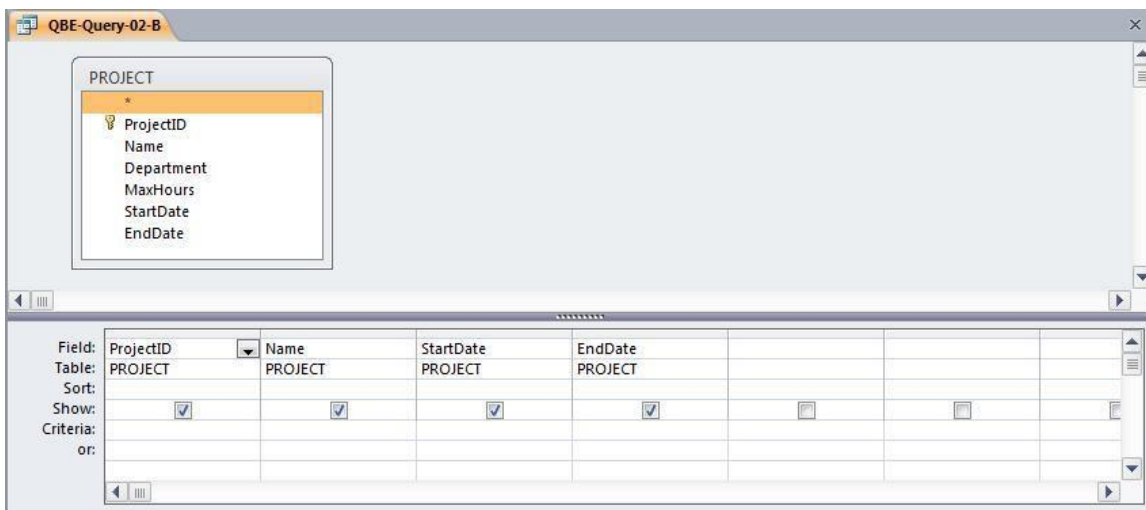 QBE-Query-02-B
PROJECT
*
ProjectID
Name
Department
MaxHours
StartDate
EndDate
Field: ProjectID Name StartDate EndDate
Table: PROJECT PROJECT PROJECT PROJECT
Sort:
Show:
Criteria:
or: